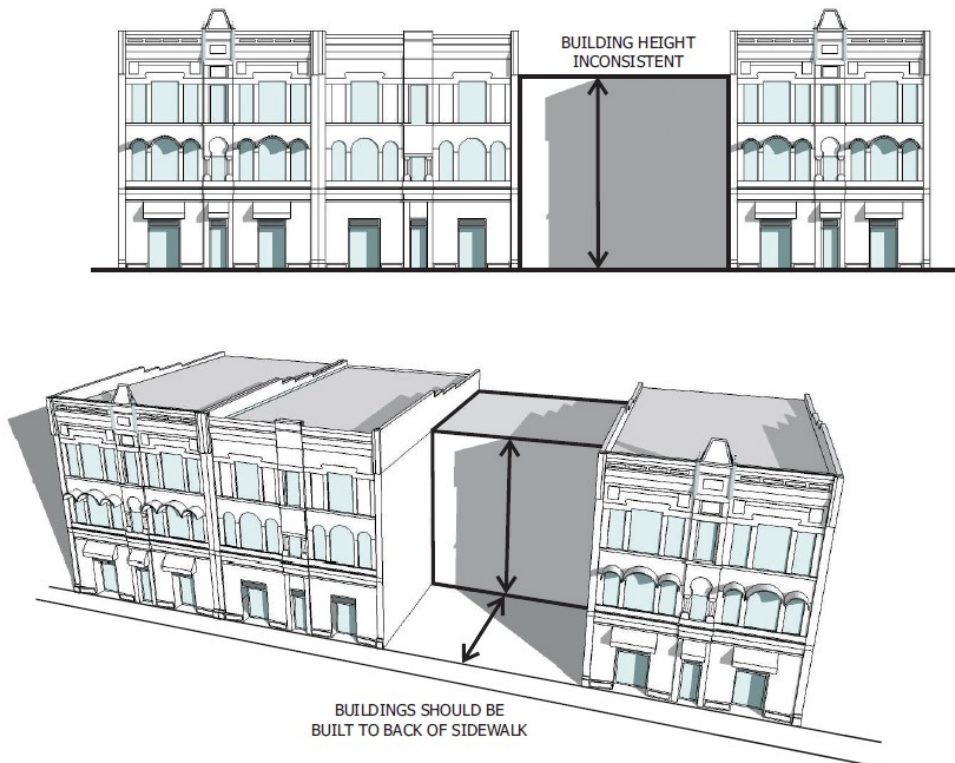 BUILDING HEIGHT
INCONSISTENT
BUILDINGS SHOULD BE
BUILT TO BACK OF SIDEWALK